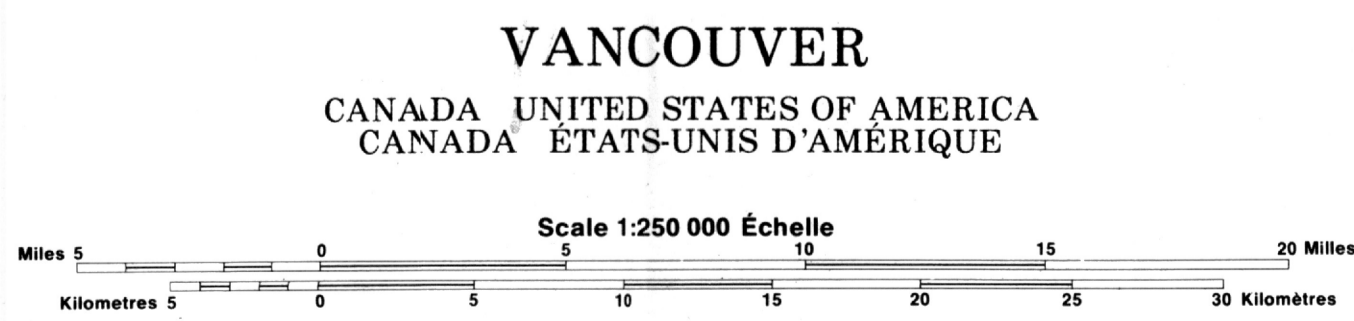 VANCOUVER
CANADA UNITED STATES OF AMERICA
CANADA ÉTATS-UNIS D'AMÉRIQUE
Scale 1:250 000 Échelle
Miles 5 0 5 10 15 20 Milles
Kilometres 5 0 5 10 15 20 25 30 Kilomètres